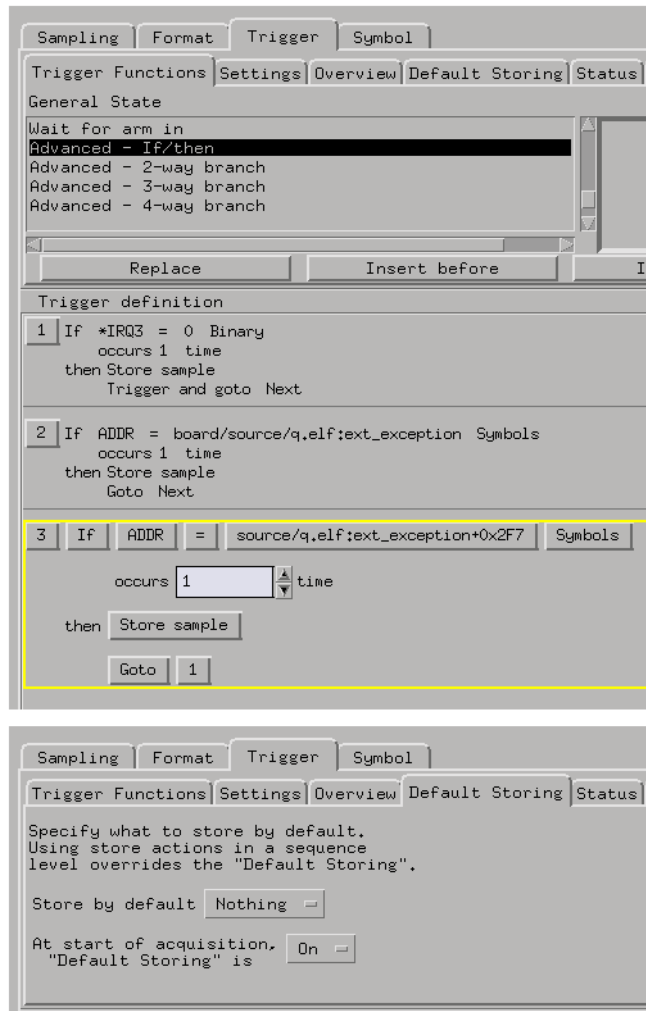 Sampling Format Trigger Symbol
Trigger Functions Settings Overview Default Storing Status
General State
Wait for arm in
Advanced - If/then
Advanced - 2-way branch
Advanced - 3-way branch
Advanced - 4-way branch
Replace Insert before I
Trigger definition
1 If *IRQ3 = 0 Binary
occurs 1 time
then Store sample
Trigger and goto Next
2 If ADDR = board/source/q.elf:ext_exception Symbols
occurs 1 time
then Store sample
Goto Next
3 If ADDR = source/q.elf:ext_exception+0x2F7 Symbols
occurs 1 time
then Store sample
Goto 1
Sampling Format Trigger Symbol
Trigger Functions Settings Overview Default Storing Status
Specify what to store by default.
Using store actions in a sequence
level overrides the "Default Storing".
Store by default Nothing
At start of acquisition, On
"Default Storing" is